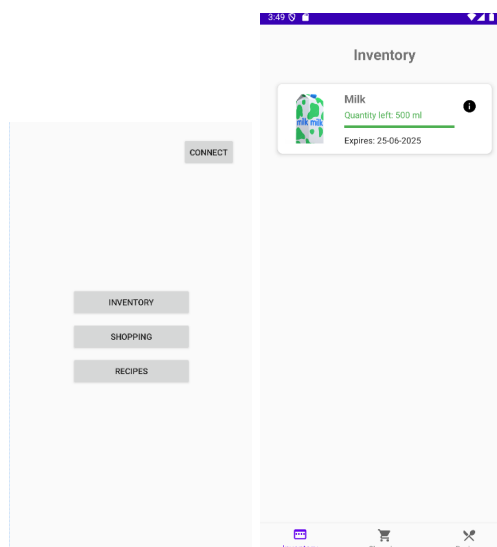 CONNECT
INVENTORY
SHOPPING
RECIPES
3:49
Inventory
Milk
Quantity left: 500 ml
Expires: 25-06-2025
milk milk